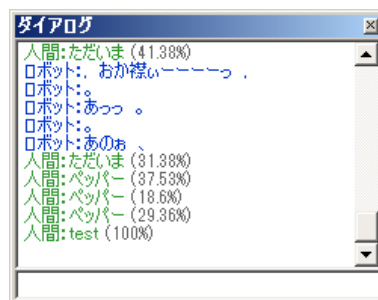 ダイアログ
人間:ただいま (41.38%)
ロボット:. おか襟ぃーーーーっ .
ロボット:。
ロボット:あっっ 。
ロボット:。
ロボット:あのぉ 、
人間:ただいま (31.38%)
人間:ペッパー (37.53%)
人間:ペッパー (18.6%)
人間:ペッパー (29.36%)
人間:test (100%)